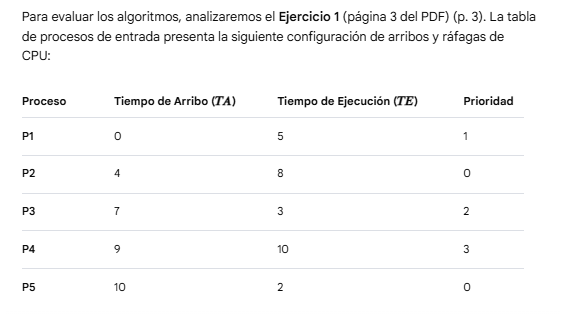 Para evaluar los algoritmos, analizaremos el Ejercicio 1 (página 3 del PDF) (p. 3). La tabla
de procesos de entrada presenta la siguiente configuración de arribos y ráfagas de
CPU:
Proceso Tiempo de Arribo (TA) Tiempo de Ejecución (TE) Prioridad
P1 0 5 1
P2 4 8 0
P3 7 3 2
P4 9 10 3
P5 10 2 0